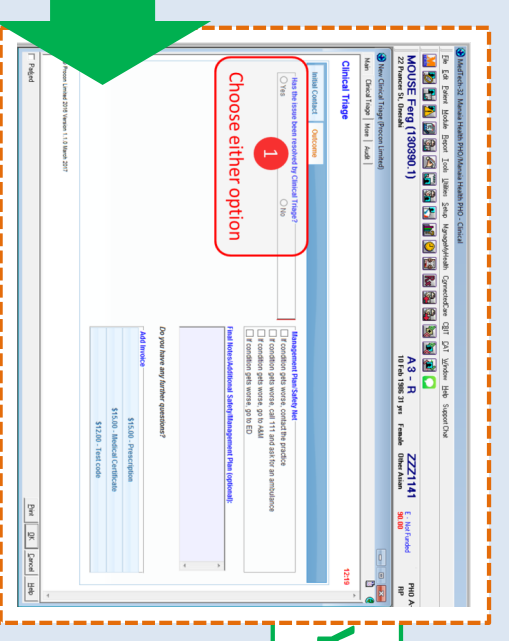 MedTech-32 Manaia Health PHO/Manaia Health PHO - Clinical
File Edit Patient Module Report Tools Utilities Setup ManageMyHealth ConnectedCare CBIT CAT Window Help Support Chat
MOUSE Ferg (130390.1) A3 - R ZZZ1141 E - Not Funded PHO A-
22 Prances St, Onerahi 10 Feb 1986 31 yrs Female Other Asian 90.00 RP
New Clinical Triage (Procon Limited)
Main Clinical Triage More Audit
Clinical Triage 12:19
Initial Contact Outcome
Has the issue been resolved by Clinical Triage?
Yes No
1
Choose either option
Management Plan/Safety Net
If condition gets worse, contact the practice
If condition gets worse, call 111 and ask for an ambulance
If condition gets worse, go to A&M
If condition gets worse, go to ED
Final Notes/Additional Safety/Management Plan (optional):
Do you have any further questions?
Add Invoice
$15.00 - Prescription
$15.00 - Medical Certificate
$12.00 - Test code
Procon Limited 2016 Version 1.1.0 March 2017
Parked Print OK Cancel Help